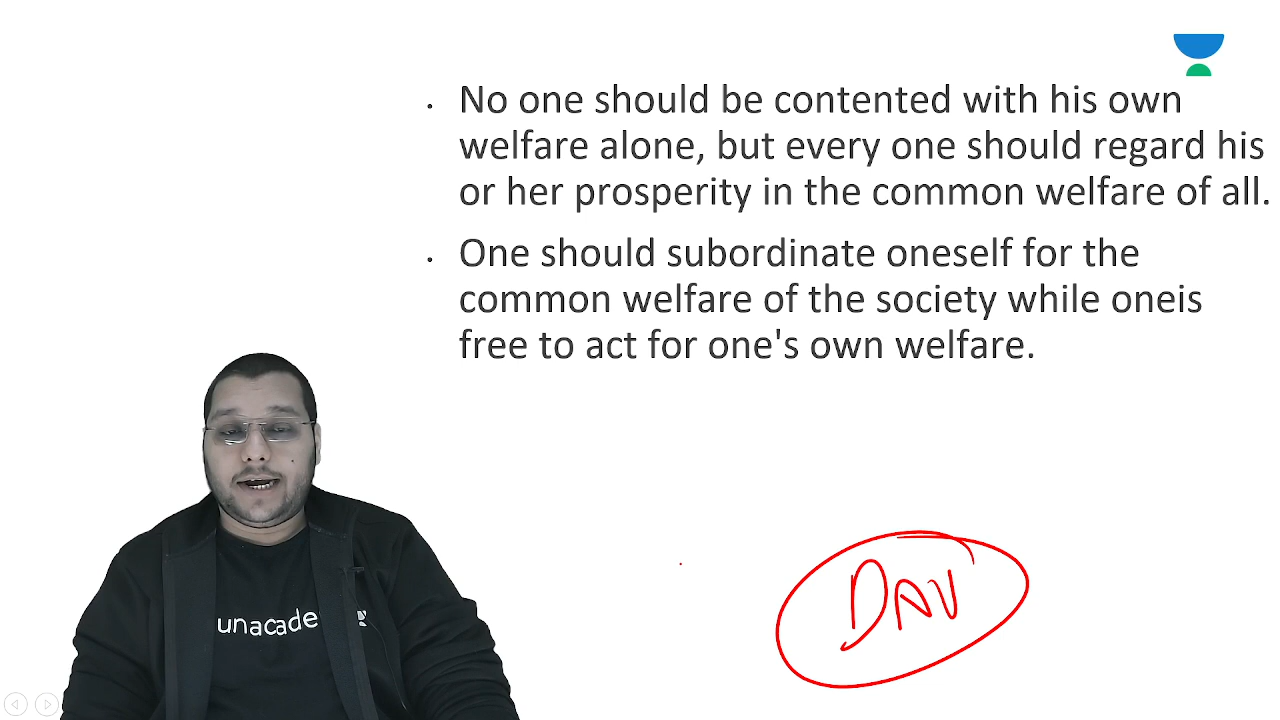 No one should be contented with his own
welfare alone, but every one should regard his
or her prosperity in the common welfare of all.
One should subordinate oneself for the
common welfare of the society while oneis
free to act for one's own welfare.
DAV
unacade